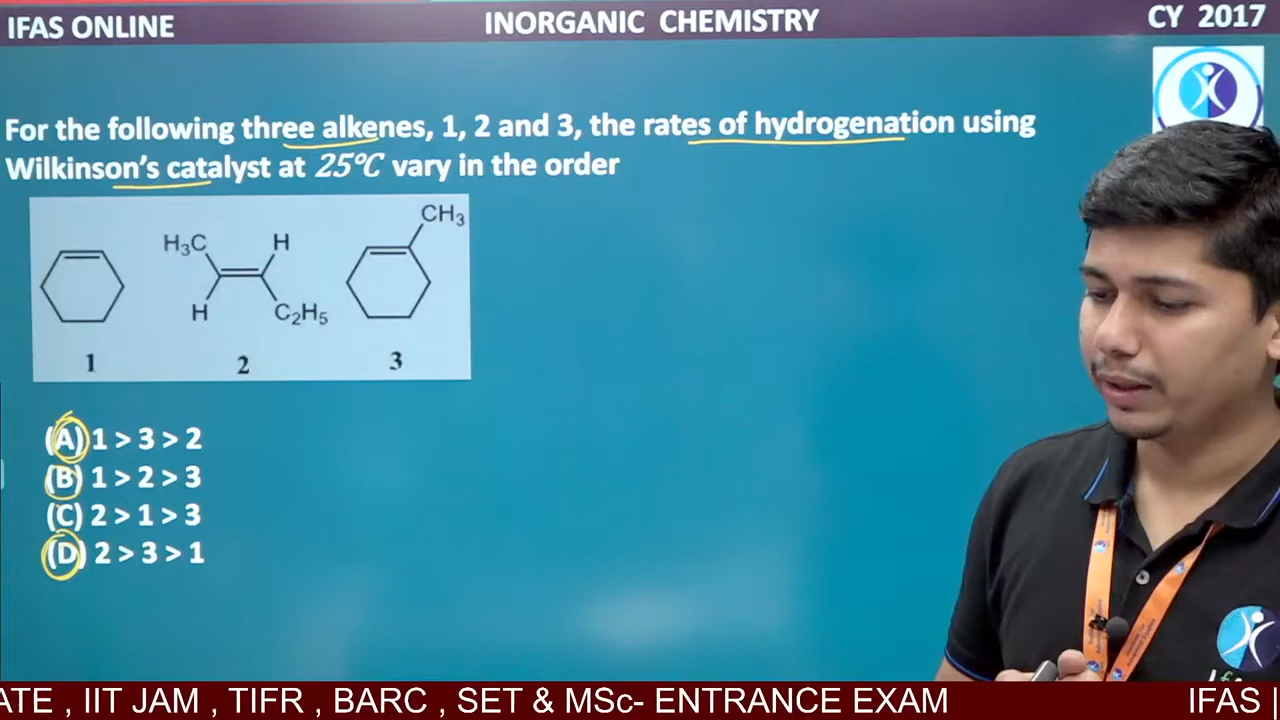 IFAS ONLINE
INORGANIC CHEMISTRY
CY 2017
For the following three alkenes, 1, 2 and 3, the rates of hydrogenation using
Wilkinson’s catalyst at 25°C vary in the order
CH₃
H₃C
H
H
C₂H₅
1
2
3
(A) 1 > 3 > 2
(B) 1 > 2 > 3
(C) 2 > 1 > 3
(D) 2 > 3 > 1
ATE , IIT JAM , TIFR , BARC , SET & MSc- ENTRANCE EXAM
IFAS |